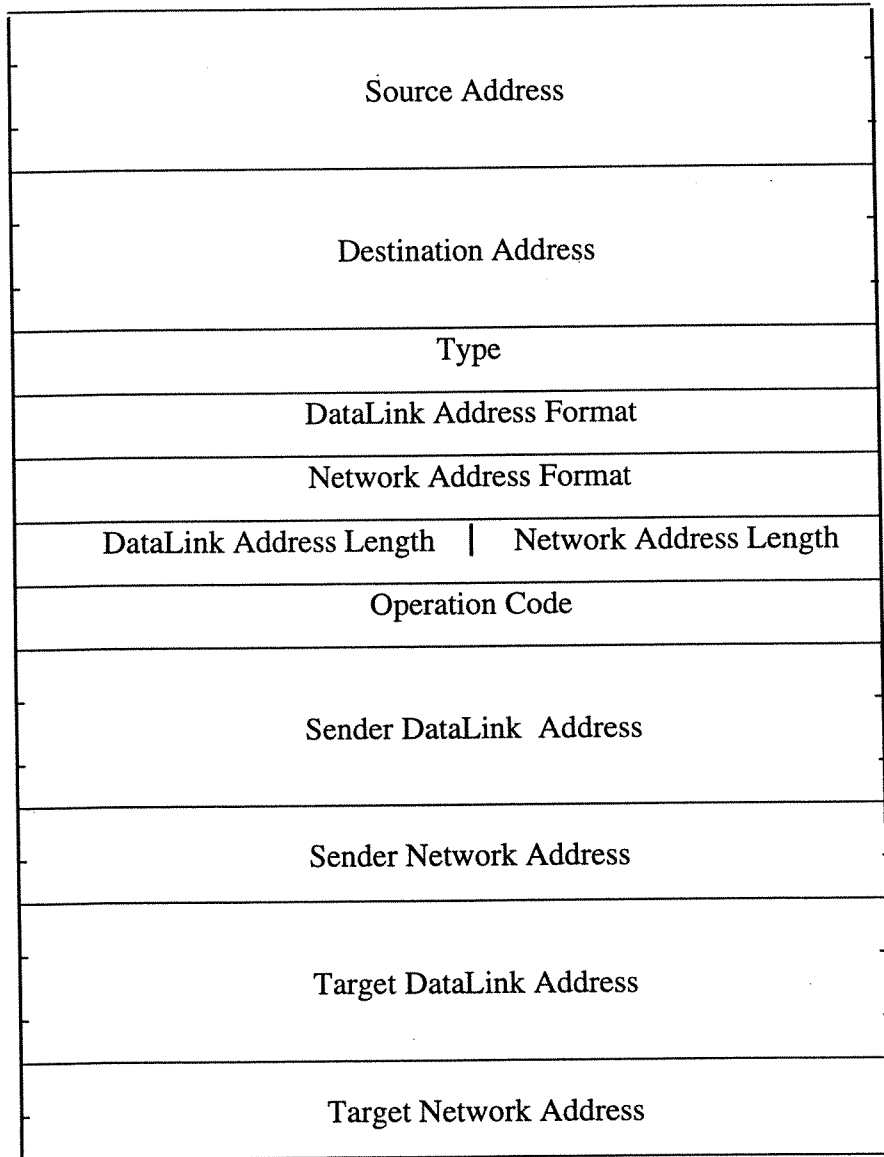 Source Address
Destination Address
Type
DataLink Address Format
Network Address Format
DataLink Address Length | Network Address Length
Operation Code
Sender DataLink Address
Sender Network Address
Target DataLink Address
Target Network Address